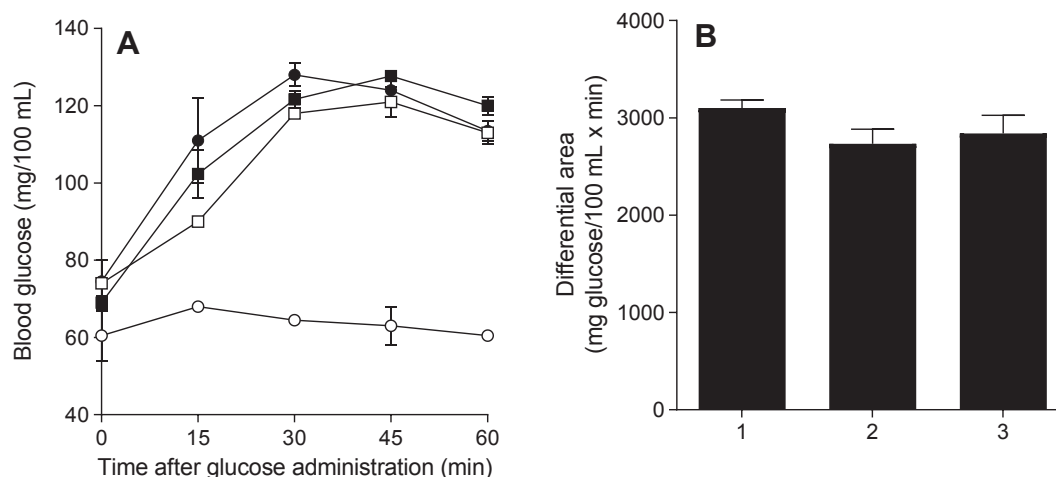 A
Blood glucose (mg/100 mL)
140
120
100
80
60
40
0 15 30 45 60
Time after glucose administration (min)
B
Differential area
(mg glucose/100 mL x min)
4000
3000
2000
1000
0
1 2 3